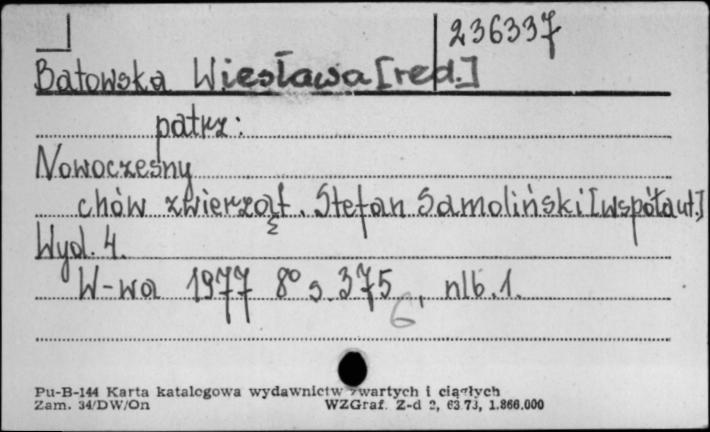 236337
Batowska Wiesława [red.]
patrz:
Nowoczesny
chów zwierząt. Stefan Samoliński [współaut.]
Wyd. 4.
W-wa 1977 8° s. 375, nlb. 1.
6
Pu-B-144 Karta katalogowa wydawnictw zwartych i ciągłych
Zam. 34/DW/On WZGraf. Z-d 2, 63.73, 1.866.000